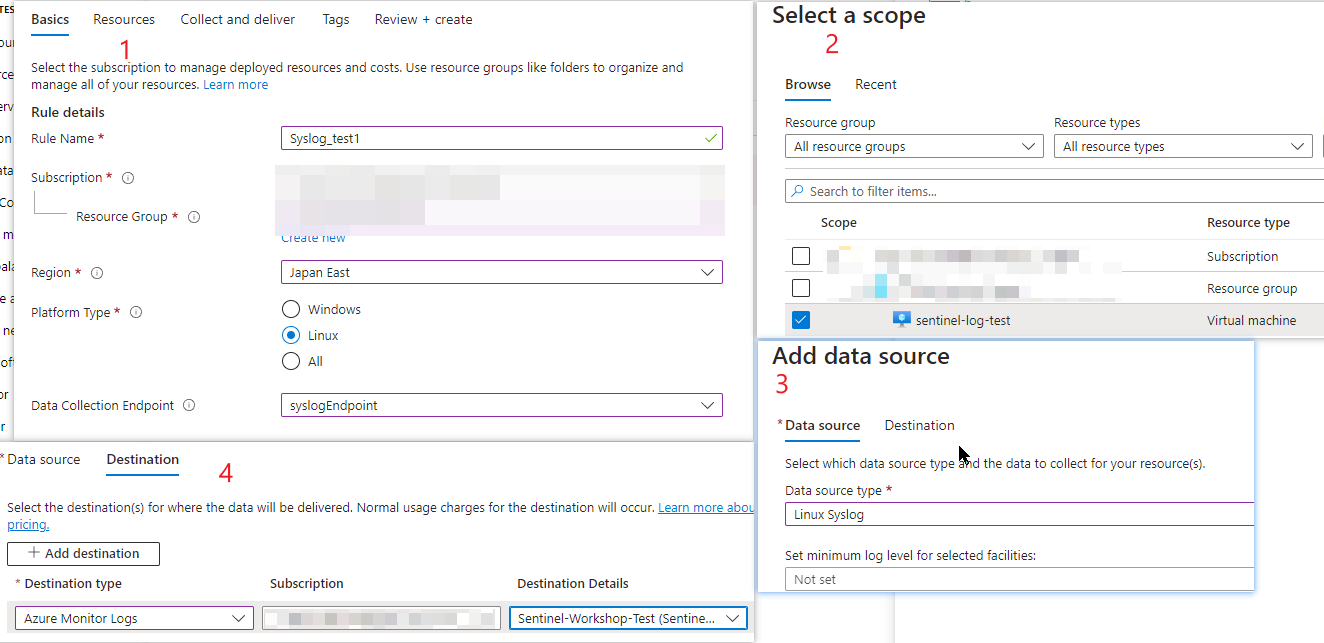 Basics Resources Collect and deliver Tags Review + create
1
Select the subscription to manage deployed resources and costs. Use resource groups like folders to organize and
manage all of your resources. Learn more
Rule details
Rule Name * Syslog_test1
Subscription *
Resource Group *
Create new
Region * Japan East
Platform Type * Windows
Linux
All
Data Collection Endpoint syslogEndpoint
Select a scope
2
Browse Recent
Resource group Resource types
All resource groups All resource types
Search to filter items...
Scope Resource type
Subscription
Resource group
sentinel-log-test Virtual machine
Add data source
3
* Data source Destination
Select which data source type and the data to collect for your resource(s).
Data source type *
Linux Syslog
Set minimum log level for selected facilities:
Not set
* Data source Destination
4
Select the destination(s) for where the data will be delivered. Normal usage charges for the destination will occur. Learn more abou
pricing.
+ Add destination
* Destination type Subscription Destination Details
Azure Monitor Logs Sentinel-Workshop-Test (Sentine...